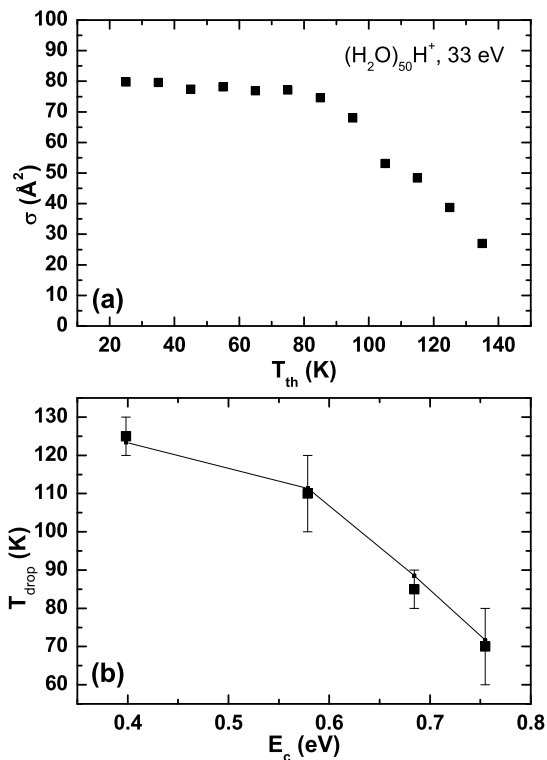 100
90
80
70
60
50
40
30
20
10
0
σ (Å²)
(H₂O)₅₀H⁺, 33 eV
(a)
20 40 60 80 100 120 140
T_th (K)
130
120
110
100
90
80
70
60
T_drop (K)
(b)
0.4 0.5 0.6 0.7 0.8
E_c (eV)